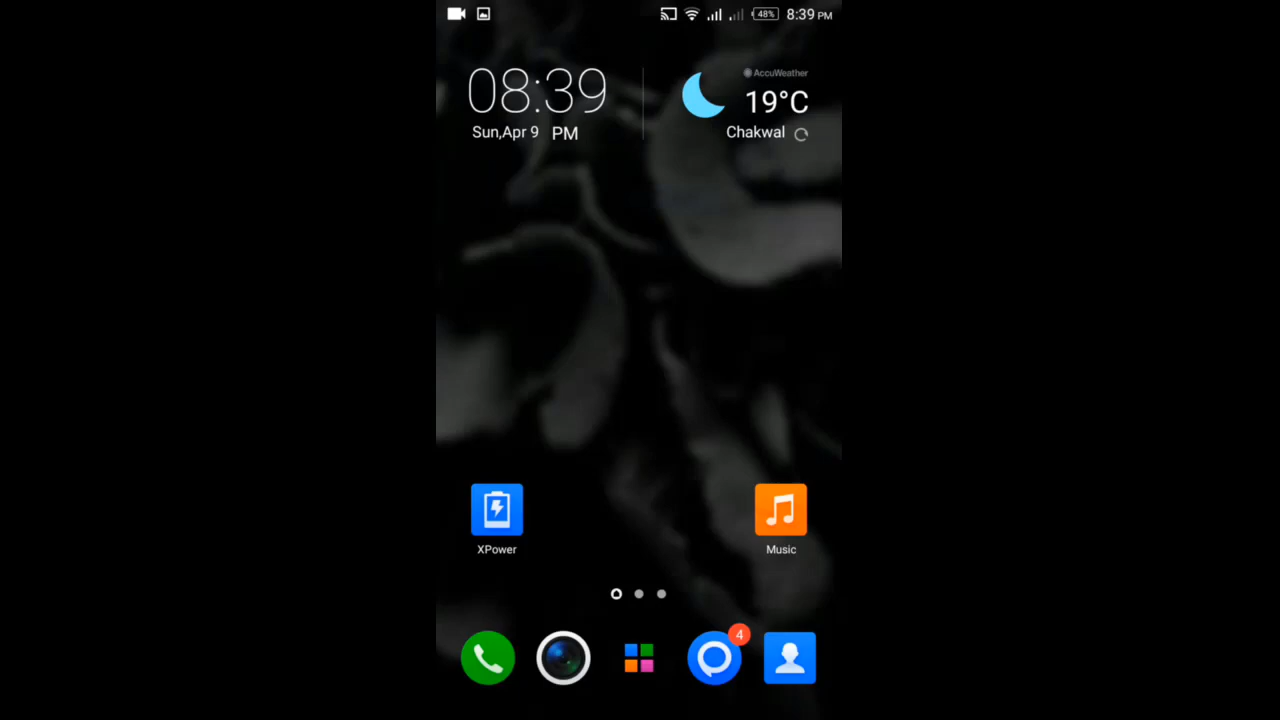 48% 8:39 PM
08:39
Sun,Apr 9 PM
AccuWeather
19°C
Chakwal
XPower
Music
4